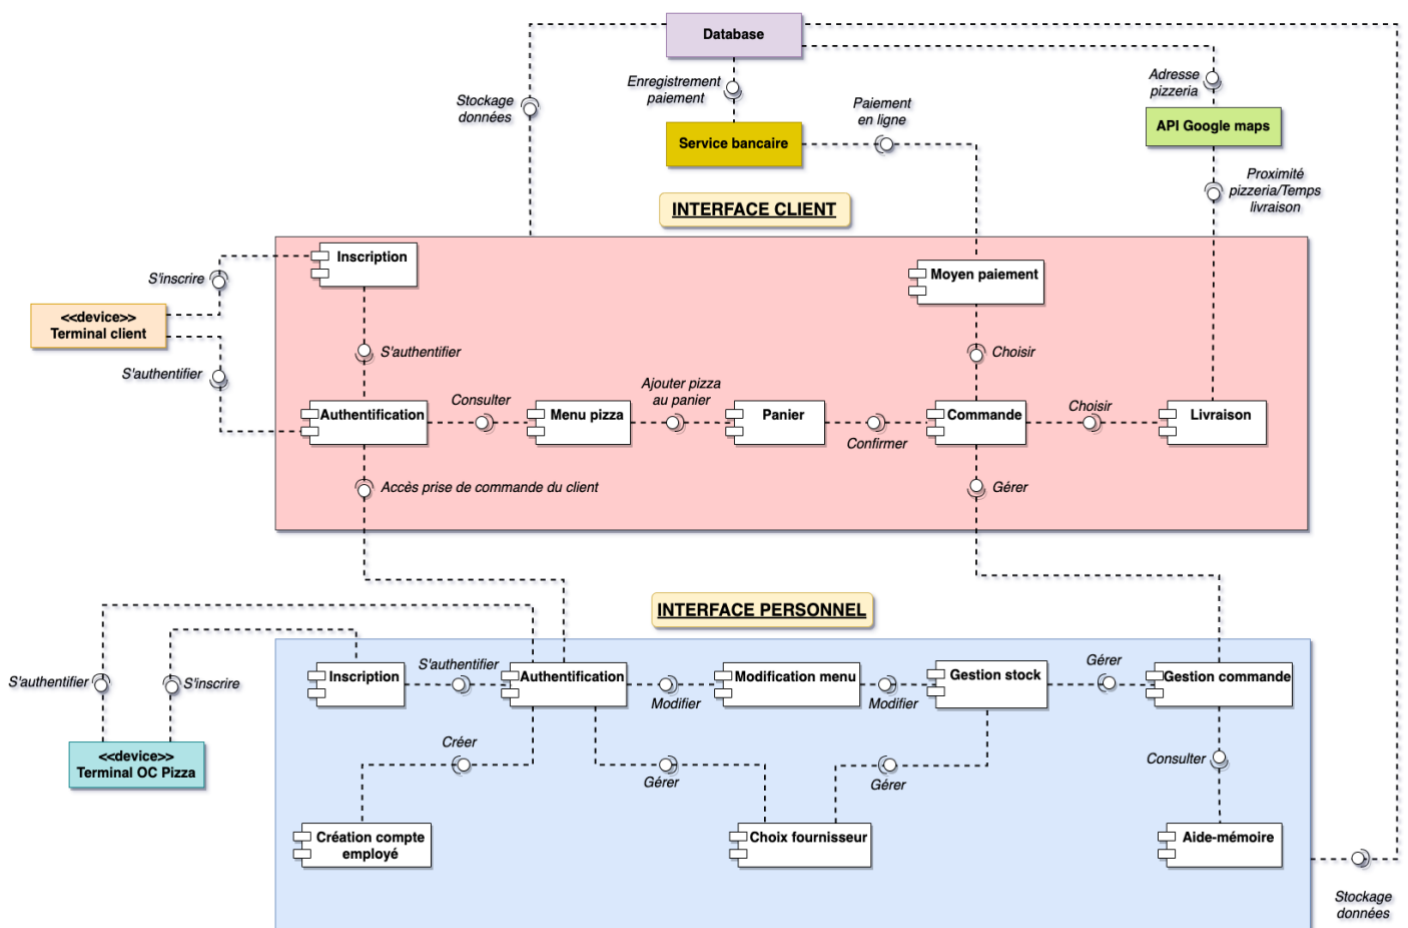 Database
Enregistrement
paiement
Stockage
données
Paiement
en ligne
Adresse
pizzeria
Service bancaire
API Google maps
Proximité
pizzeria/Temps
livraison
INTERFACE CLIENT
Inscription
Moyen paiement
S'inscrire
<<device>>
Terminal client
S'authentifier
S'authentifier
Choisir
Ajouter pizza
au panier
Consulter
Choisir
Authentification
Menu pizza
Panier
Commande
Livraison
Confirmer
Accès prise de commande du client
Gérer
INTERFACE PERSONNEL
S'authentifier
S'inscrire
Inscription
S'authentifier
Authentification
Modifier
Modification menu
Modifier
Gestion stock
Gérer
Gestion commande
<<device>>
Terminal OC Pizza
Créer
Gérer
Gérer
Consulter
Création compte
employé
Choix fournisseur
Aide-mémoire
Stockage
données